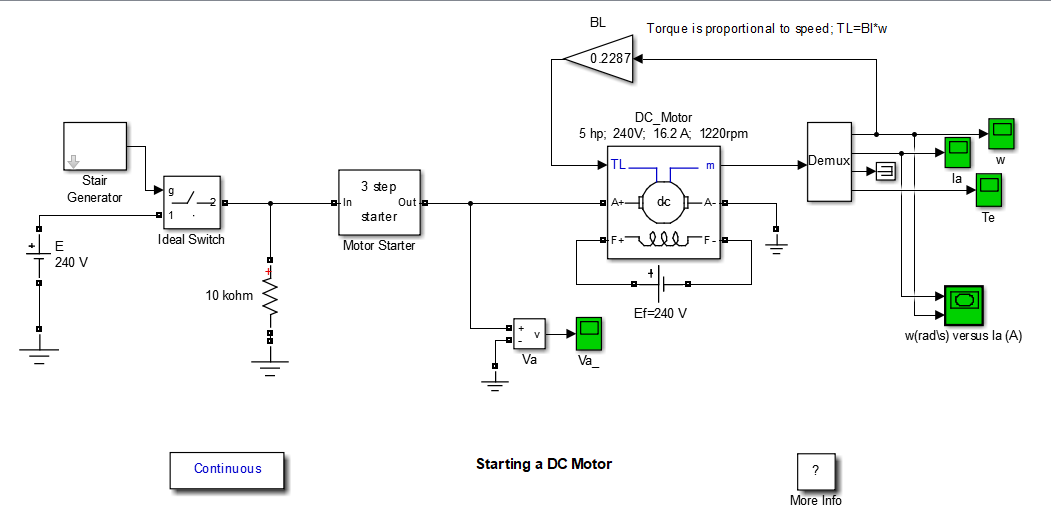 BL
Torque is proportional to speed; TL=Bl*w
0.2287
DC_Motor
5 hp; 240V; 16.2 A; 1220rpm
Stair
Generator
g
1
2
Ideal Switch
+
E
240 V
+
10 kohm
In
3 step
starter
Out
Motor Starter
TL
m
A+
dc
A-
F+
F-
+
Ef=240 V
Demux
w
Ia
Te
w(rad\s) versus Ia (A)
+
-
v
Va
Va_
Continuous
Starting a DC Motor
?
More Info